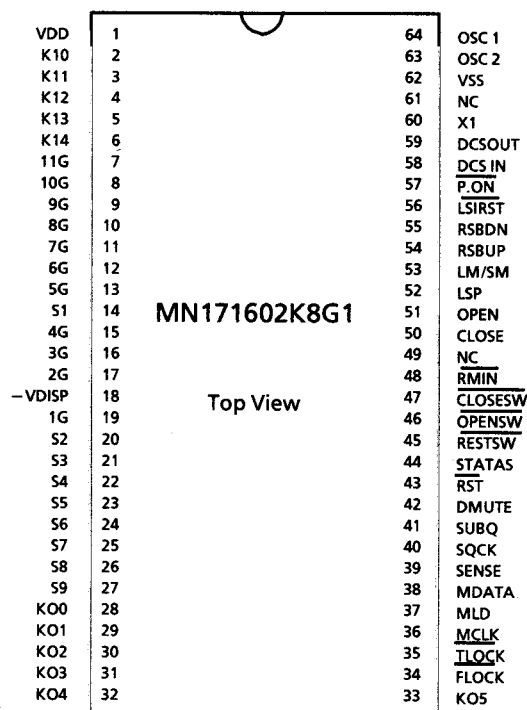 VDD 1 64 OSC 1
K10 2 63 OSC 2
K11 3 62 VSS
K12 4 61 NC
K13 5 60 X1
K14 6 59 DCSOUT
11G 7 58 DCS IN
10G 8 57 P.ON
9G 9 56 LSIRST
8G 10 55 RSBDN
7G 11 54 RSBUP
6G 12 53 LM/SM
5G 13 52 LSP
S1 14 MN171602K8G1 51 OPEN
4G 15 50 CLOSE
3G 16 49 NC
2G 17 48 RMIN
–VDISP 18 Top View 47 CLOSESW
1G 19 46 OPENSW
S2 20 45 RESTSW
S3 21 44 STATAS
S4 22 43 RST
S5 23 42 DMUTE
S6 24 41 SUBQ
S7 25 40 SQCK
S8 26 39 SENSE
S9 27 38 MDATA
KO0 28 37 MLD
KO1 29 36 MCLK
KO2 30 35 TLOCK
KO3 31 34 FLOCK
KO4 32 33 KO5